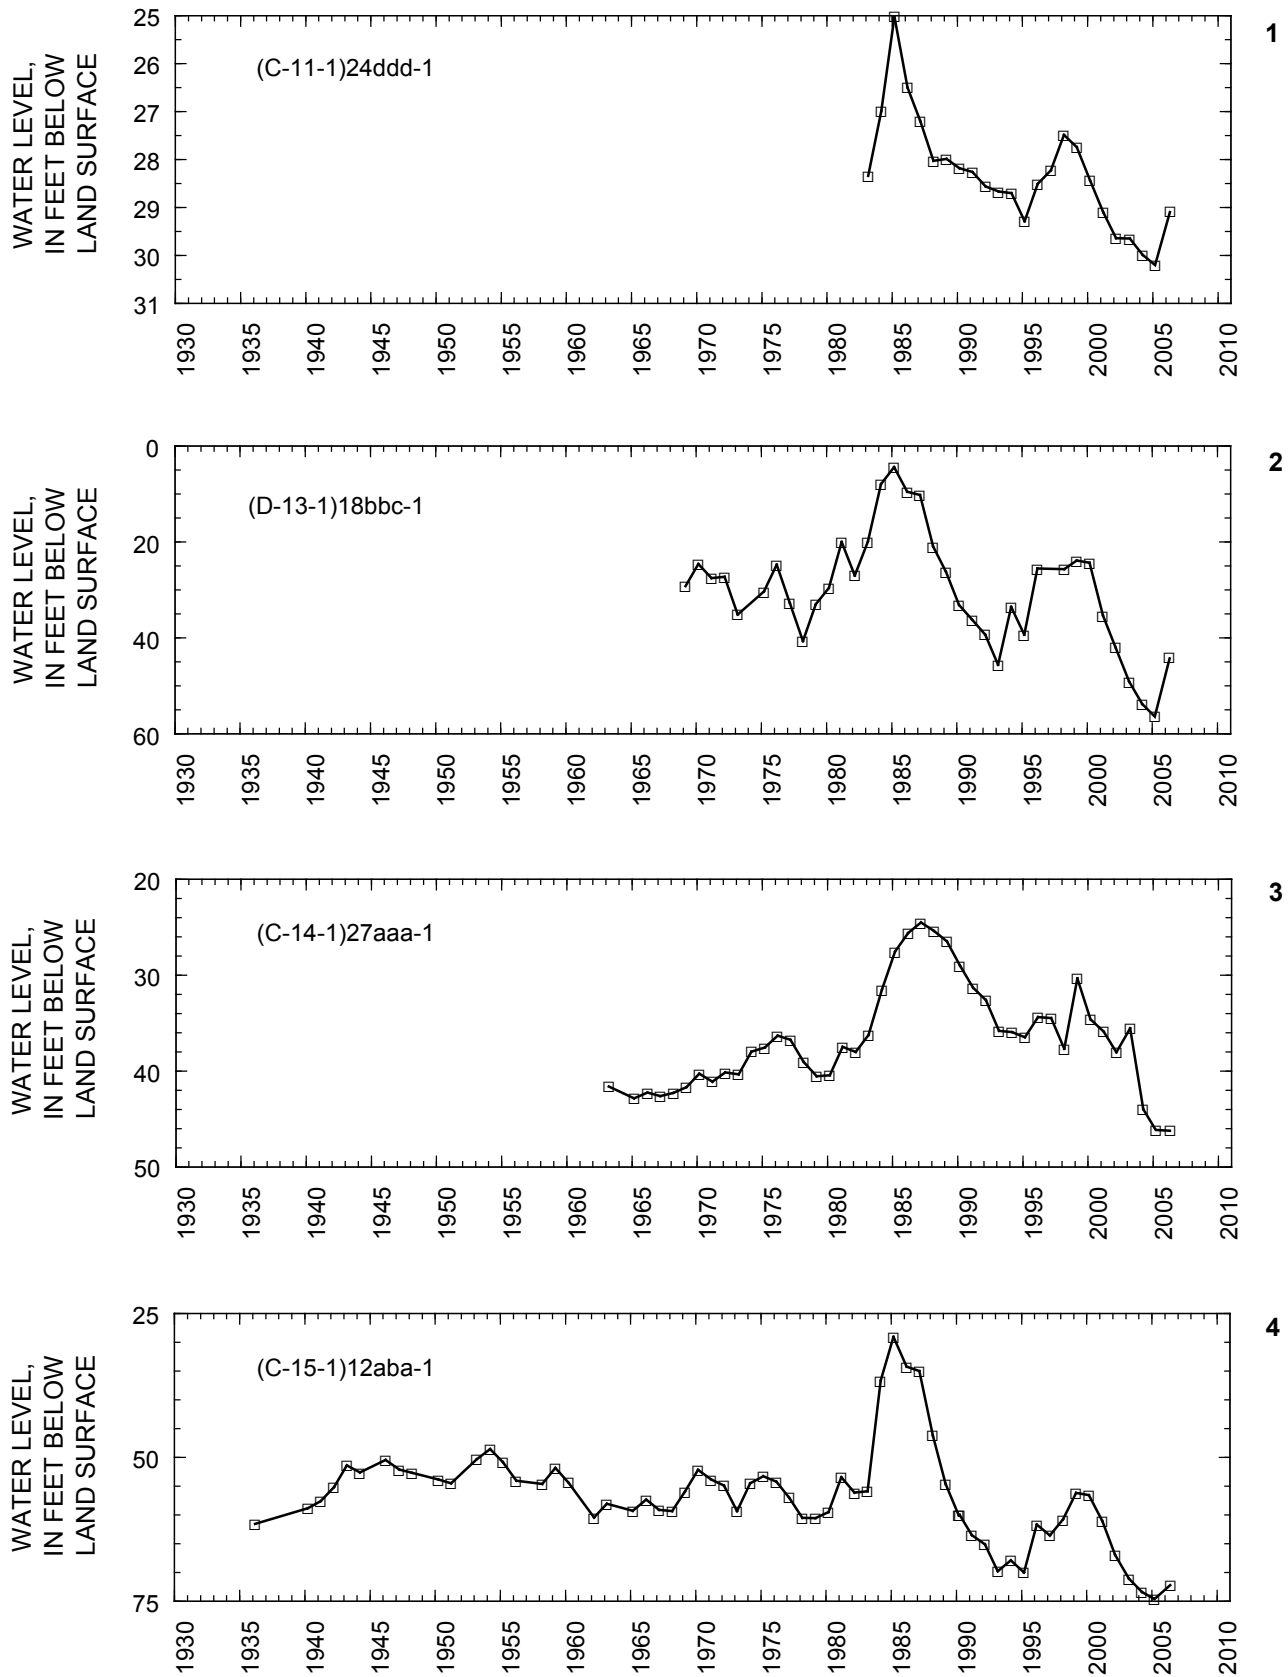 1
WATER LEVEL,
IN FEET BELOW
LAND SURFACE
(C-11-1)24ddd-1
25
26
27
28
29
30
31
1930 1935 1940 1945 1950 1955 1960 1965 1970 1975 1980 1985 1990 1995 2000 2005 2010
2
WATER LEVEL,
IN FEET BELOW
LAND SURFACE
(D-13-1)18bbc-1
0
20
40
60
1930 1935 1940 1945 1950 1955 1960 1965 1970 1975 1980 1985 1990 1995 2000 2005 2010
3
WATER LEVEL,
IN FEET BELOW
LAND SURFACE
(C-14-1)27aaa-1
20
30
40
50
1930 1935 1940 1945 1950 1955 1960 1965 1970 1975 1980 1985 1990 1995 2000 2005 2010
4
WATER LEVEL,
IN FEET BELOW
LAND SURFACE
(C-15-1)12aba-1
25
50
75
1930 1935 1940 1945 1950 1955 1960 1965 1970 1975 1980 1985 1990 1995 2000 2005 2010